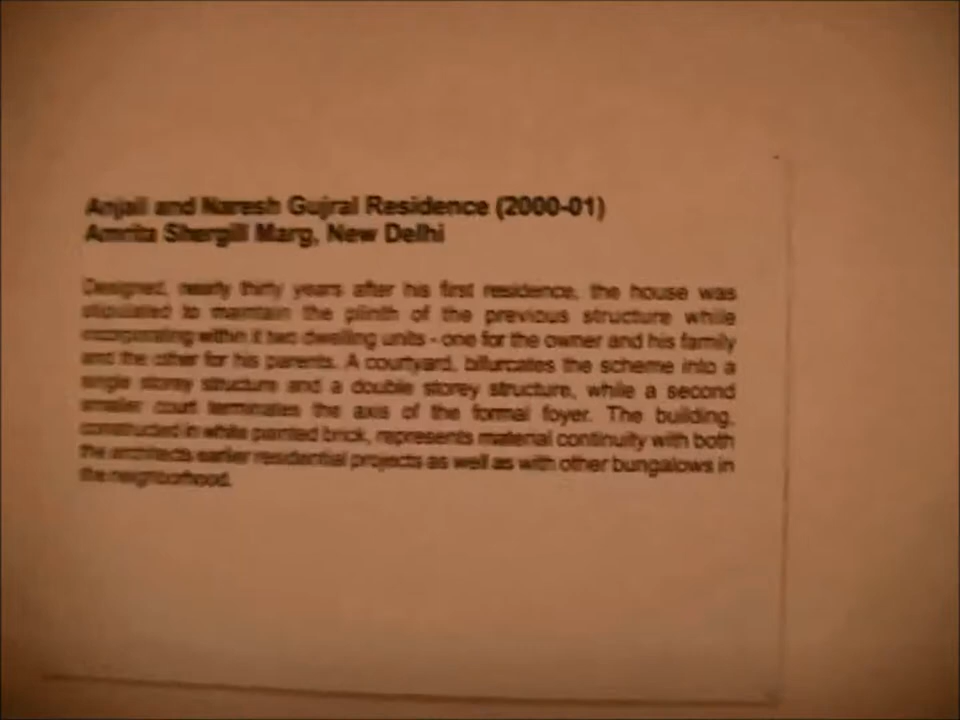 Anjali and Naresh Gujral Residence (2000-01)
Amrita Shergill Marg, New Delhi
Designed, nearly thirty years after his first residence, the house was
stipulated to maintain the plinth of the previous structure while
incorporating within it two dwelling units - one for the owner and his family
and the other for his parents. A courtyard, bifurcates the scheme into a
single storey structure and a double storey structure, while a second
smaller court terminates the axis of the formal foyer. The building,
constructed in white painted brick, represents material continuity with both
the architects earlier residential projects as well as with other bungalows in
the neighborhood.